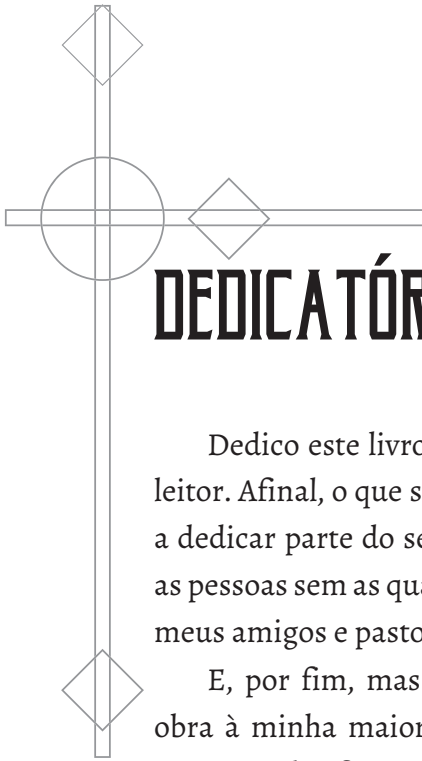 DEDICATÓR
Dedico este livro
leitor. Afinal, o que s
a dedicar parte do se
as pessoas sem as qua
meus amigos e pasto
E, por fim, mas
obra à minha maior